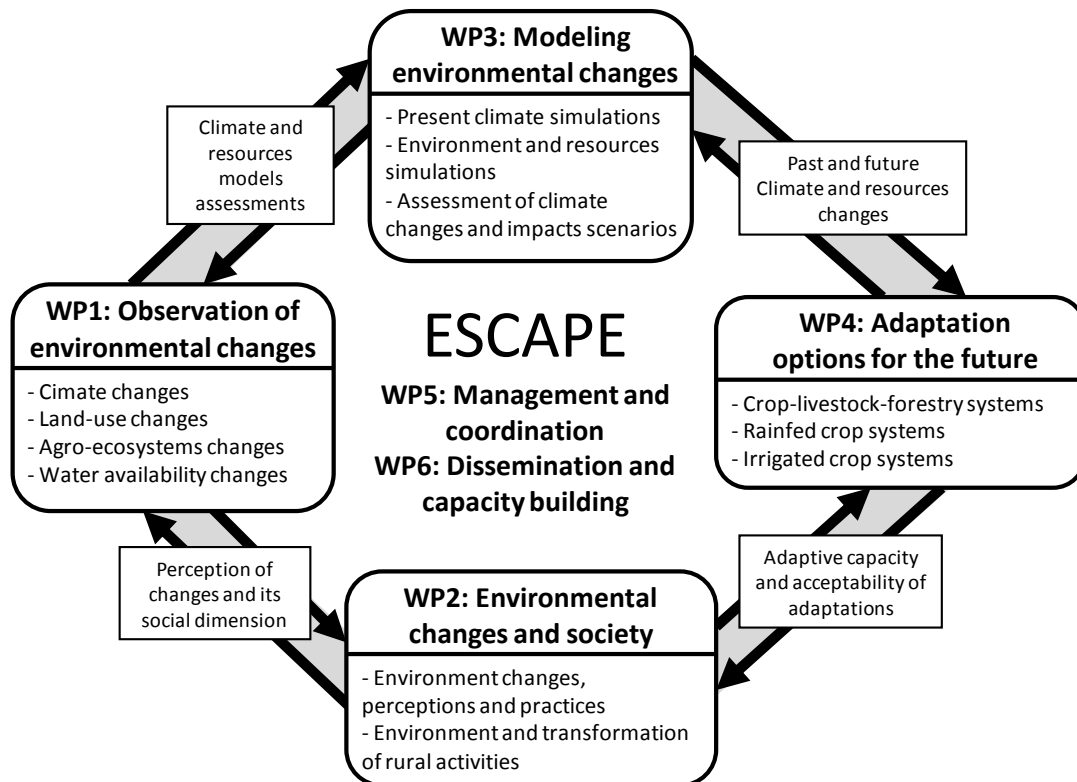 WP3: Modeling
environmental changes
- Present climate simulations
- Environment and resources
simulations
- Assessment of climate
changes and impacts scenarios
Climate and
resources
models
assessments
Past and future
Climate and resources
changes
WP1: Observation of
environmental changes
- Cimate changes
- Land-use changes
- Agro-ecosystems changes
- Water availability changes
ESCAPE
WP5: Management and
coordination
WP6: Dissemination and
capacity building
WP4: Adaptation
options for the future
- Crop-livestock-forestry systems
- Rainfed crop systems
- Irrigated crop systems
Perception of
changes and its
social dimension
Adaptive capacity
and acceptability of
adaptations
WP2: Environmental
changes and society
- Environment changes,
perceptions and practices
- Environment and transformation
of rural activities